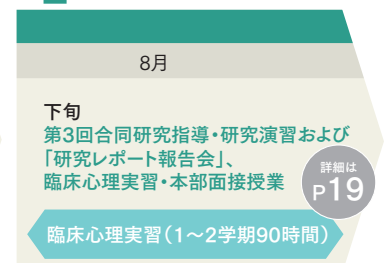 8月
下旬
第3回合同研究指導・研究演習および
「研究レポート報告会」、
臨床心理実習・本部面接授業
詳細は
P19
臨床心理実習(1〜2学期90時間)